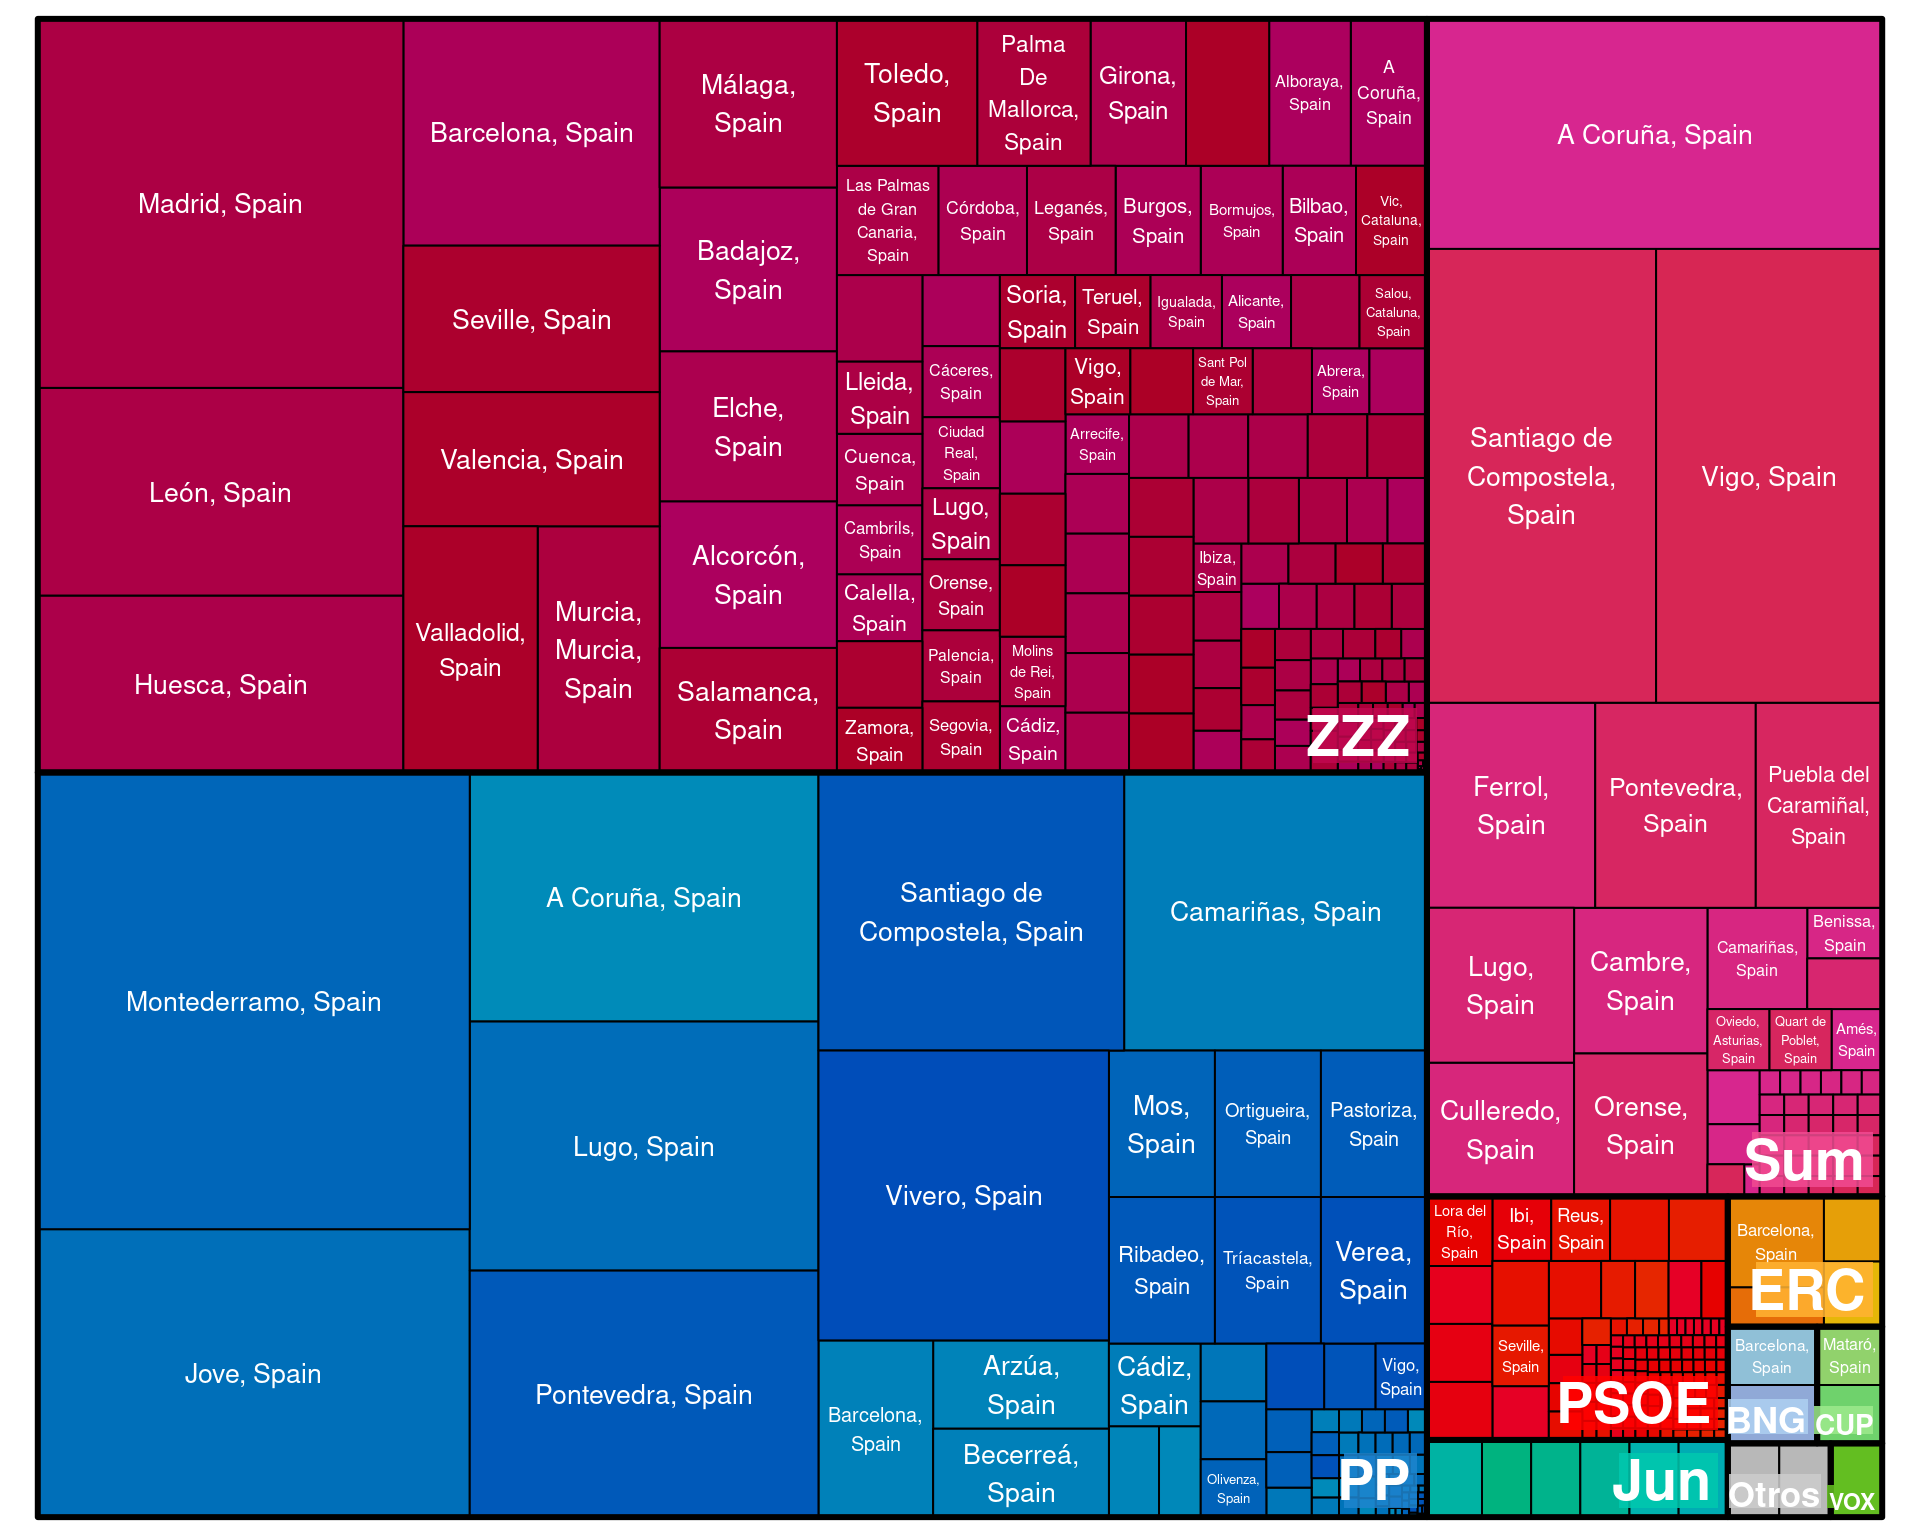 Madrid, Spain
León, Spain
Huesca, Spain
Barcelona, Spain
Seville, Spain
Valencia, Spain
Valladolid,
Spain
Murcia,
Murcia,
Spain
Málaga,
Spain
Badajoz,
Spain
Elche,
Spain
Alcorcón,
Spain
Salamanca,
Spain
Toledo,
Spain
Palma
De
Mallorca,
Spain
Girona,
Spain
Alboraya,
Spain
A
Coruña,
Spain
Las Palmas
de Gran
Canaria,
Spain
Córdoba,
Spain
Leganés,
Spain
Burgos,
Spain
Bormujos,
Spain
Bilbao,
Spain
Vic,
Cataluna,
Spain
Lleida,
Spain
Cuenca,
Spain
Cambrils,
Spain
Calella,
Spain
Zamora,
Spain
Cáceres,
Spain
Ciudad
Real,
Spain
Lugo,
Spain
Orense,
Spain
Palencia,
Spain
Segovia,
Spain
Soria,
Spain
Teruel,
Spain
Igualada,
Spain
Alicante,
Spain
Salou,
Cataluna,
Spain
Vigo,
Spain
Sant Pol
de Mar,
Spain
Abrera,
Spain
Arrecife,
Spain
Ibiza,
Spain
Molins
de Rei,
Spain
Cádiz,
Spain
ZZZ
Montederramo, Spain
Jove, Spain
A Coruña, Spain
Lugo, Spain
Pontevedra, Spain
Santiago de
Compostela, Spain
Camariñas, Spain
Vivero, Spain
Mos,
Spain
Ortigueira,
Spain
Pastoriza,
Spain
Ribadeo,
Spain
Tríacastela,
Spain
Verea,
Spain
Barcelona,
Spain
Arzúa,
Spain
Becerreá,
Spain
Cádiz,
Spain
Olivenza,
Spain
Vigo,
Spain
PP
A Coruña, Spain
Santiago de
Compostela,
Spain
Vigo, Spain
Ferrol,
Spain
Pontevedra,
Spain
Puebla del
Caramiñal,
Spain
Lugo,
Spain
Culleredo,
Spain
Cambre,
Spain
Orense,
Spain
Camariñas,
Spain
Benissa,
Spain
Oviedo,
Asturias,
Spain
Quart de
Poblet,
Spain
Amés,
Spain
Sum
Lora del
Río,
Spain
Ibi,
Spain
Reus,
Spain
Seville,
Spain
PSOE
Barcelona,
Spain
ERC
Barcelona,
Spain
BNG
Mataró,
Spain
CUP
Jun
Otros
VOX